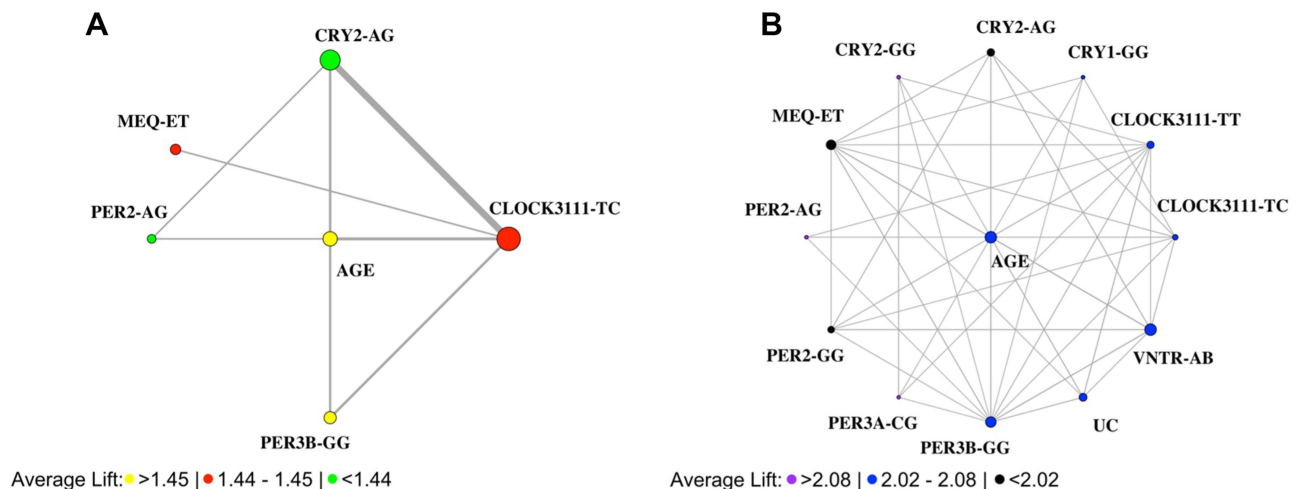 A
CRY2-AG
MEQ-ET
PER2-AG
CLOCK3111-TC
AGE
PER3B-GG
Average Lift: >1.45 | 1.44 - 1.45 | <1.44
B
CRY2-AG
CRY2-GG
CRY1-GG
MEQ-ET
CLOCK3111-TT
PER2-AG
CLOCK3111-TC
AGE
PER2-GG
VNTR-AB
PER3A-CG
UC
PER3B-GG
Average Lift: >2.08 | 2.02 - 2.08 | <2.02